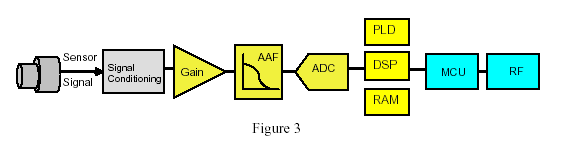 Sensor
Signal
Signal
Conditioning
Gain
AAF
ADC
PLD
DSP
RAM
MCU
RF
Figure 3